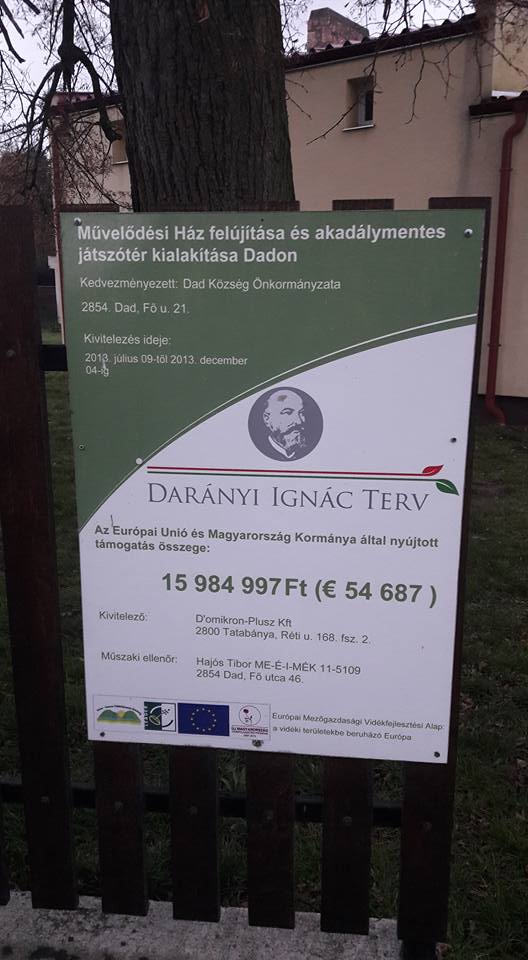 Művelődési Ház felújítása és akadálymentes
játszótér kialakítása Dadon
Kedvezményezett: Dad Község Önkormányzata
2854. Dad, Fő u. 21.
Kivitelezés ideje:
2013. július 09-től 2013. december
04-ig
DARÁNYI IGNÁC TERV
Az Európai Unió és Magyarország Kormánya által nyújtott
támogatás összege:
15 984 997 Ft (€ 54 687 )
Kivitelező: D'omikron-Plusz Kft
2800 Tatabánya, Réti u. 168. fsz. 2.
Műszaki ellenőr: Hajós Tibor ME-É-I-MÉK 11-5109
2854 Dad, Fő utca 46.
Európai Mezőgazdasági Vidékfejlesztési Alap:
a vidéki területekbe beruházó Európa